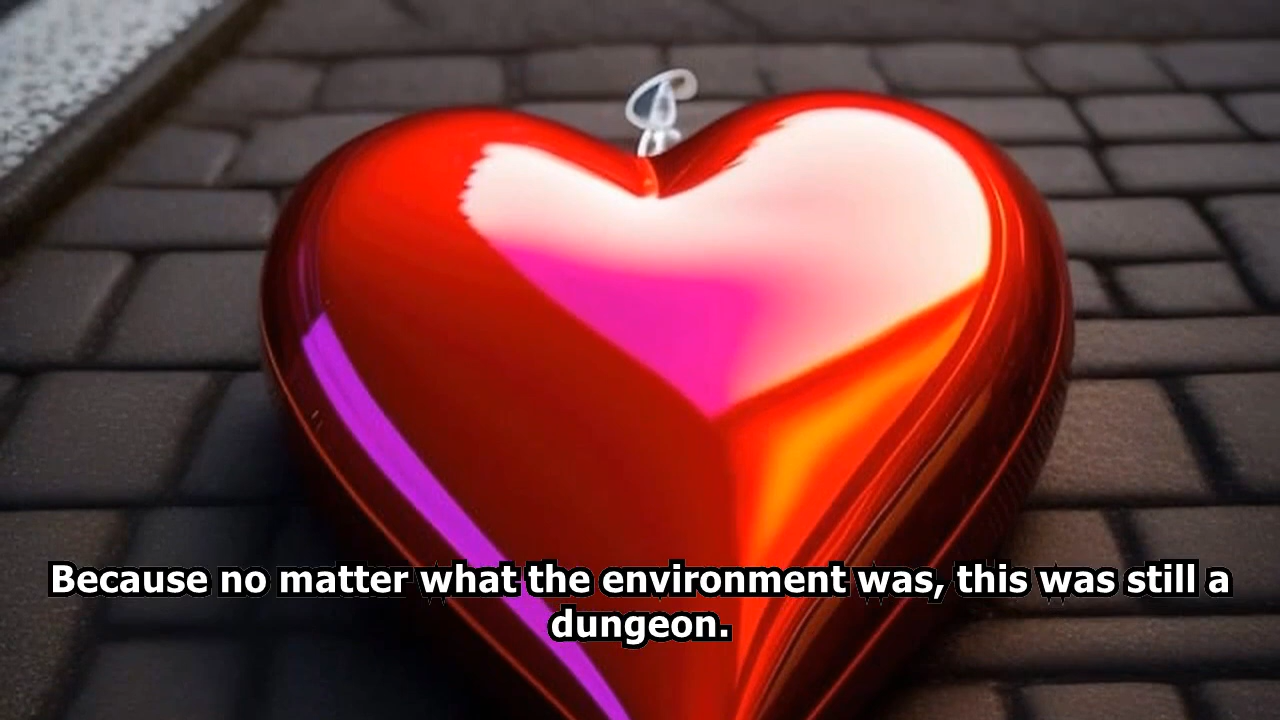 Because no matter what the environment was, this was still a
dungeon.